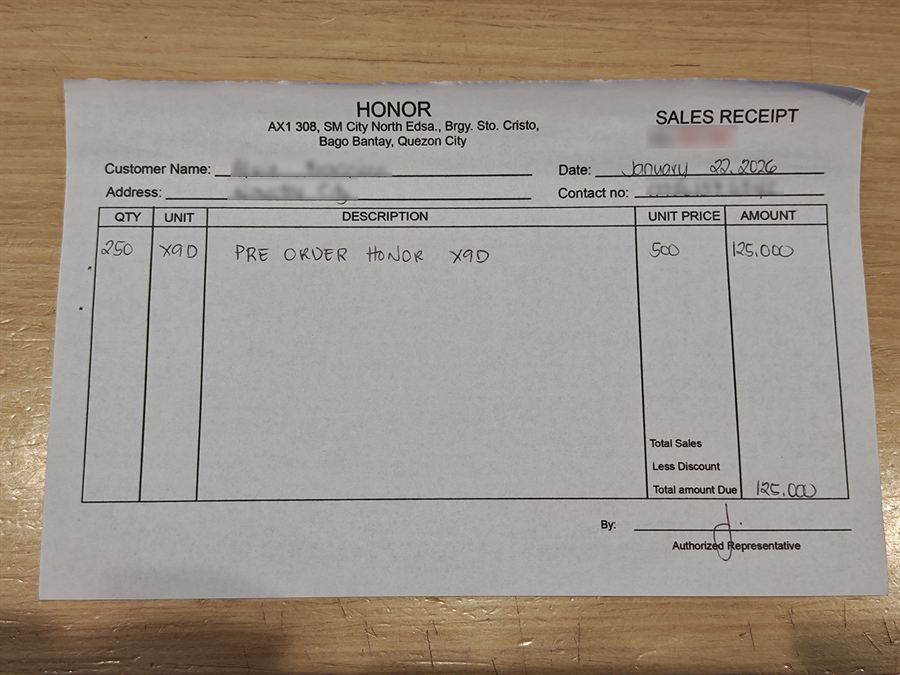 HONOR
AX1 308, SM City North Edsa., Brgy. Sto. Cristo,
Bago Bantay, Quezon City
SALES RECEIPT
Customer Name:
Date: January 22, 2026
Address:
Contact no:
QTY UNIT DESCRIPTION UNIT PRICE AMOUNT
250 X9D PRE ORDER HONOR X9D 500 125,000
Total Sales
Less Discount
Total amount Due 125,000
By:
Authorized Representative